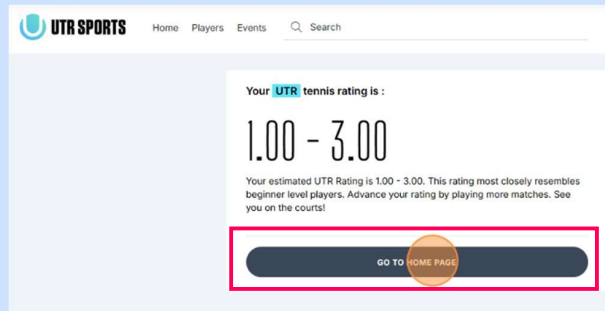 UTR SPORTS Home Players Events Search
Your UTR tennis rating is :
1.00 - 3.00
Your estimated UTR Rating is 1.00 - 3.00. This rating most closely resembles
beginner level players. Advance your rating by playing more matches. See
you on the courts!
GO TO HOME PAGE